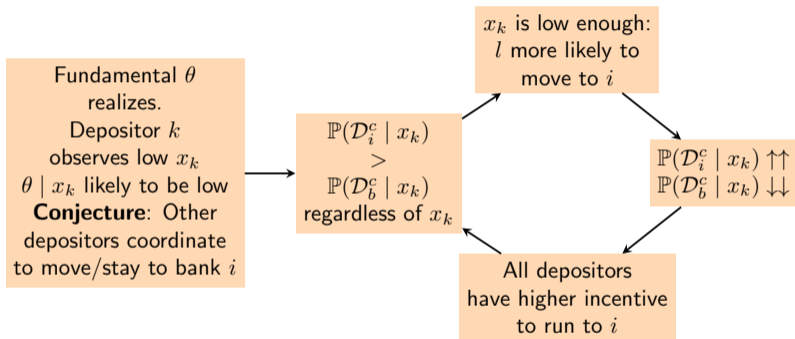 Fundamental θ
realizes.
Depositor k
observes low x_k
θ | x_k likely to be low
Conjecture: Other
depositors coordinate
to move/stay to bank i
ℙ(𝒟_i^c | x_k)
>
ℙ(𝒟_b^c | x_k)
regardless of x_k
x_k is low enough:
l more likely to
move to i
ℙ(𝒟_i^c | x_k) ↑↑
ℙ(𝒟_b^c | x_k) ↓↓
All depositors
have higher incentive
to run to i